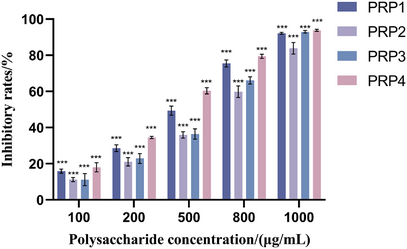 100
80
60
40
20
0
Inhibitory rates/%
*** *** *** ***
*** *** *** ***
*** *** *** ***
*** *** *** ***
*** *** *** ***
100 200 500 800 1000
Polysaccharide concentration/(μg/mL)
PRP1
PRP2
PRP3
PRP4